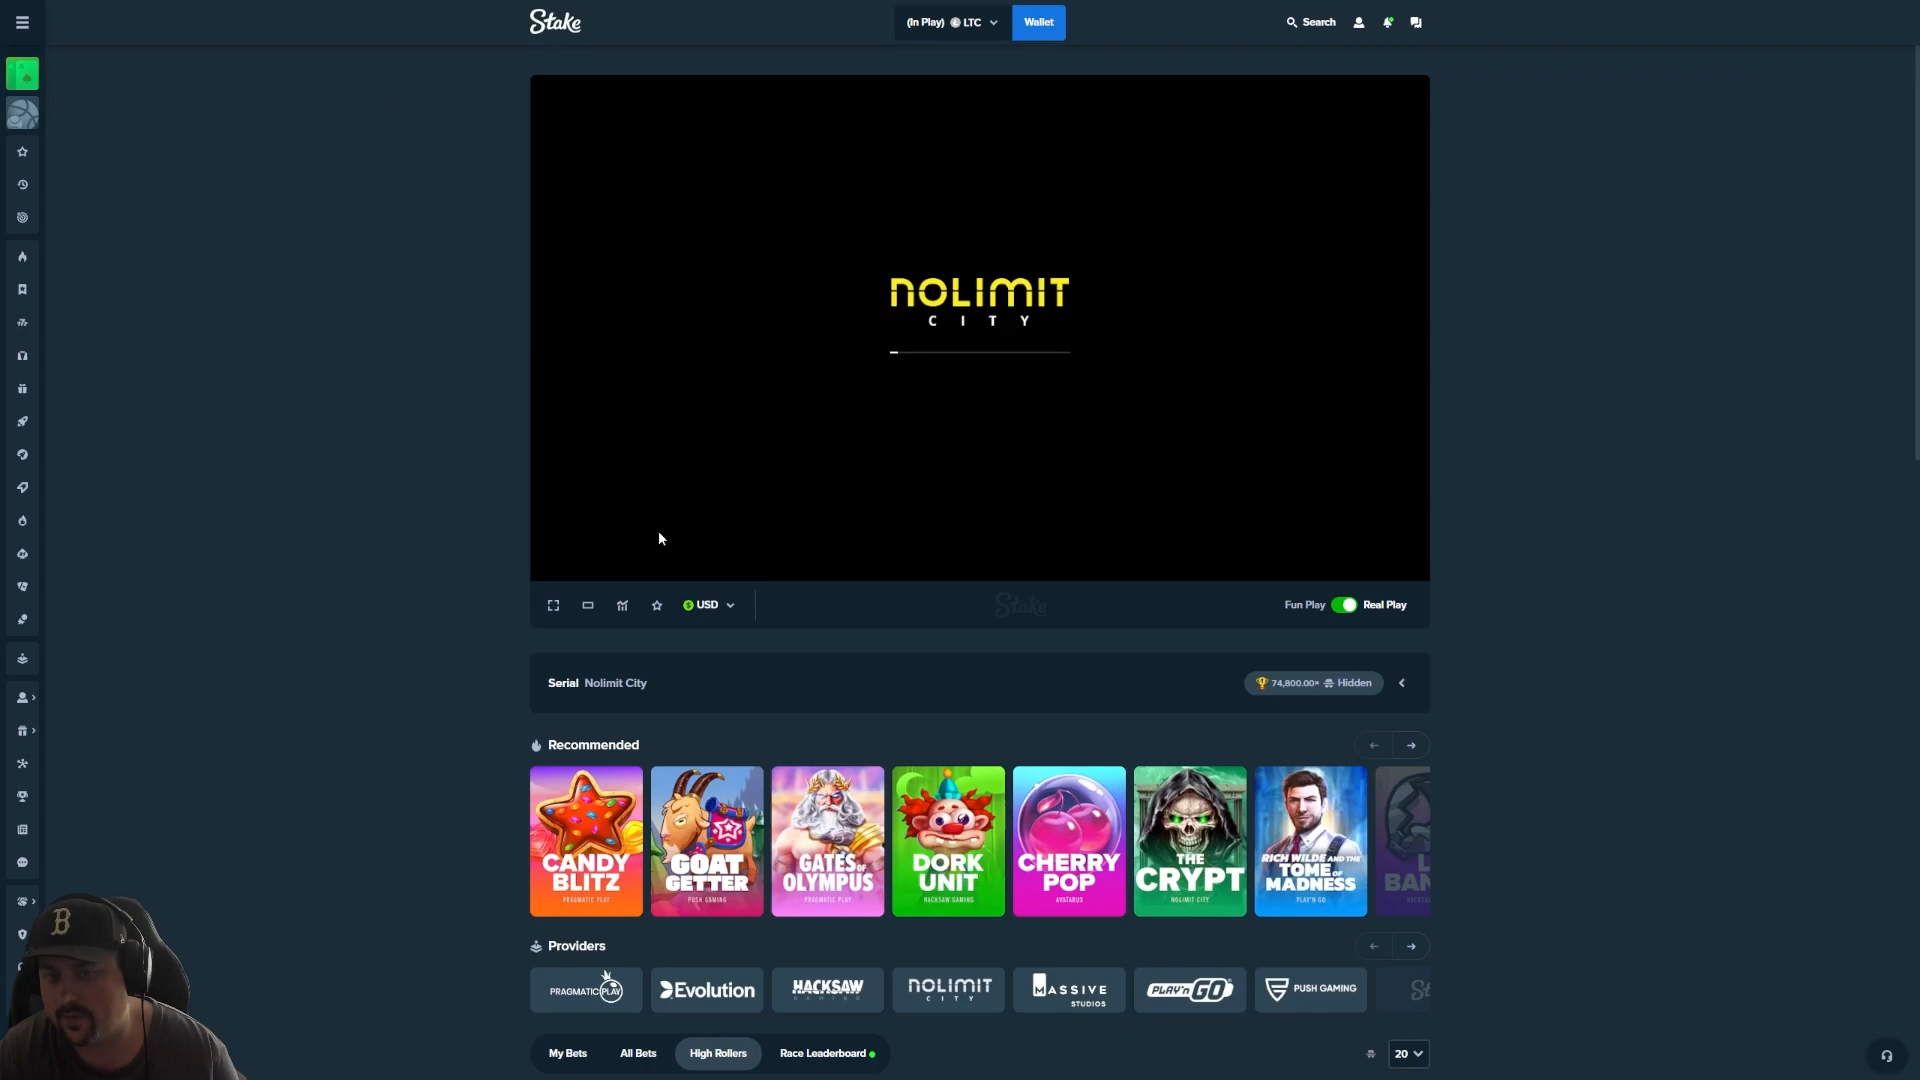 Stake
(In Play) LTC
Wallet
Search
NOLIMIT
CITY
USD
Stake
Fun Play
Real Play
Serial Nolimit City
74,800.00× Hidden
Recommended
CANDY
BLITZ
PRAGMATIC PLAY
GOAT
GETTER
PUSH GAMING
GATES OF
OLYMPUS
PRAGMATIC PLAY
DORK
UNIT
HACKSAW GAMING
CHERRY
POP
AVATARUX
THE
CRYPT
NOLIMIT CITY
RICH WILDE AND THE
TOME OF
MADNESS
PLAY'N GO
Providers
PRAGMATIC PLAY
Evolution
HACKSAW
GAMING
NOLIMIT
CITY
MASSIVE
STUDIOS
PLAY'n GO
PUSH GAMING
My Bets
All Bets
High Rollers
Race Leaderboard
20
B